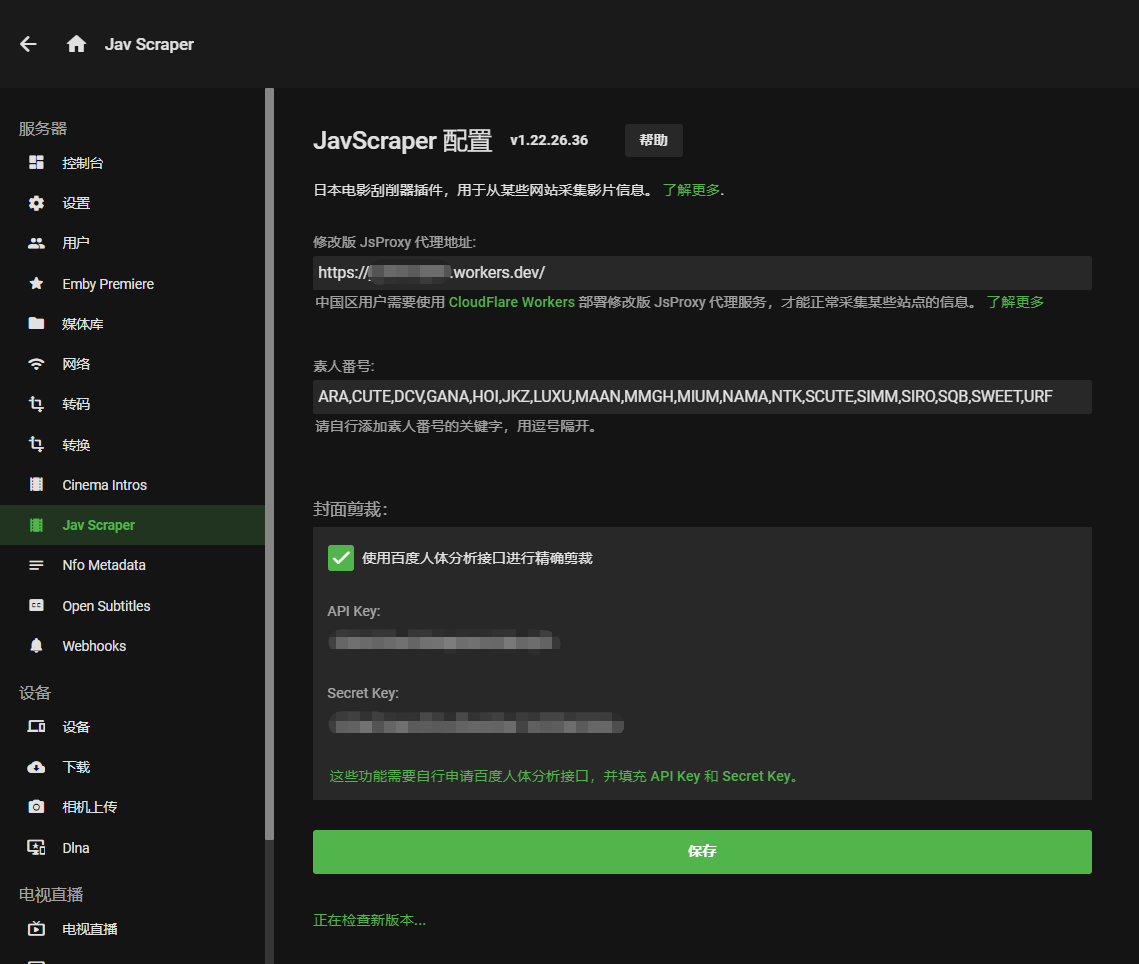 Jav Scraper
服务器
控制台
设置
用户
Emby Premiere
媒体库
网络
转码
转换
Cinema Intros
Jav Scraper
Nfo Metadata
Open Subtitles
Webhooks
设备
设备
下载
相机上传
Dlna
电视直播
电视直播
JavScraper 配置 v1.22.26.36 帮助
日本电影刮削器插件，用于从某些网站采集影片信息。 了解更多.
修改版 JsProxy 代理地址:
https:// .workers.dev/
中国区用户需要使用 CloudFlare Workers 部署修改版 JsProxy 代理服务，才能正常采集某些站点的信息。 了解更多
素人番号:
ARA,CUTE,DCV,GANA,HOI,JKZ,LUXU,MAAN,MMGH,MIUM,NAMA,NTK,SCUTE,SIMM,SIRO,SQB,SWEET,URF
请自行添加素人番号的关键字，用逗号隔开。
封面剪裁:
使用百度人体分析接口进行精确剪裁
API Key:
Secret Key:
这些功能需要自行申请百度人体分析接口，并填充 API Key 和 Secret Key。
保存
正在检查新版本...